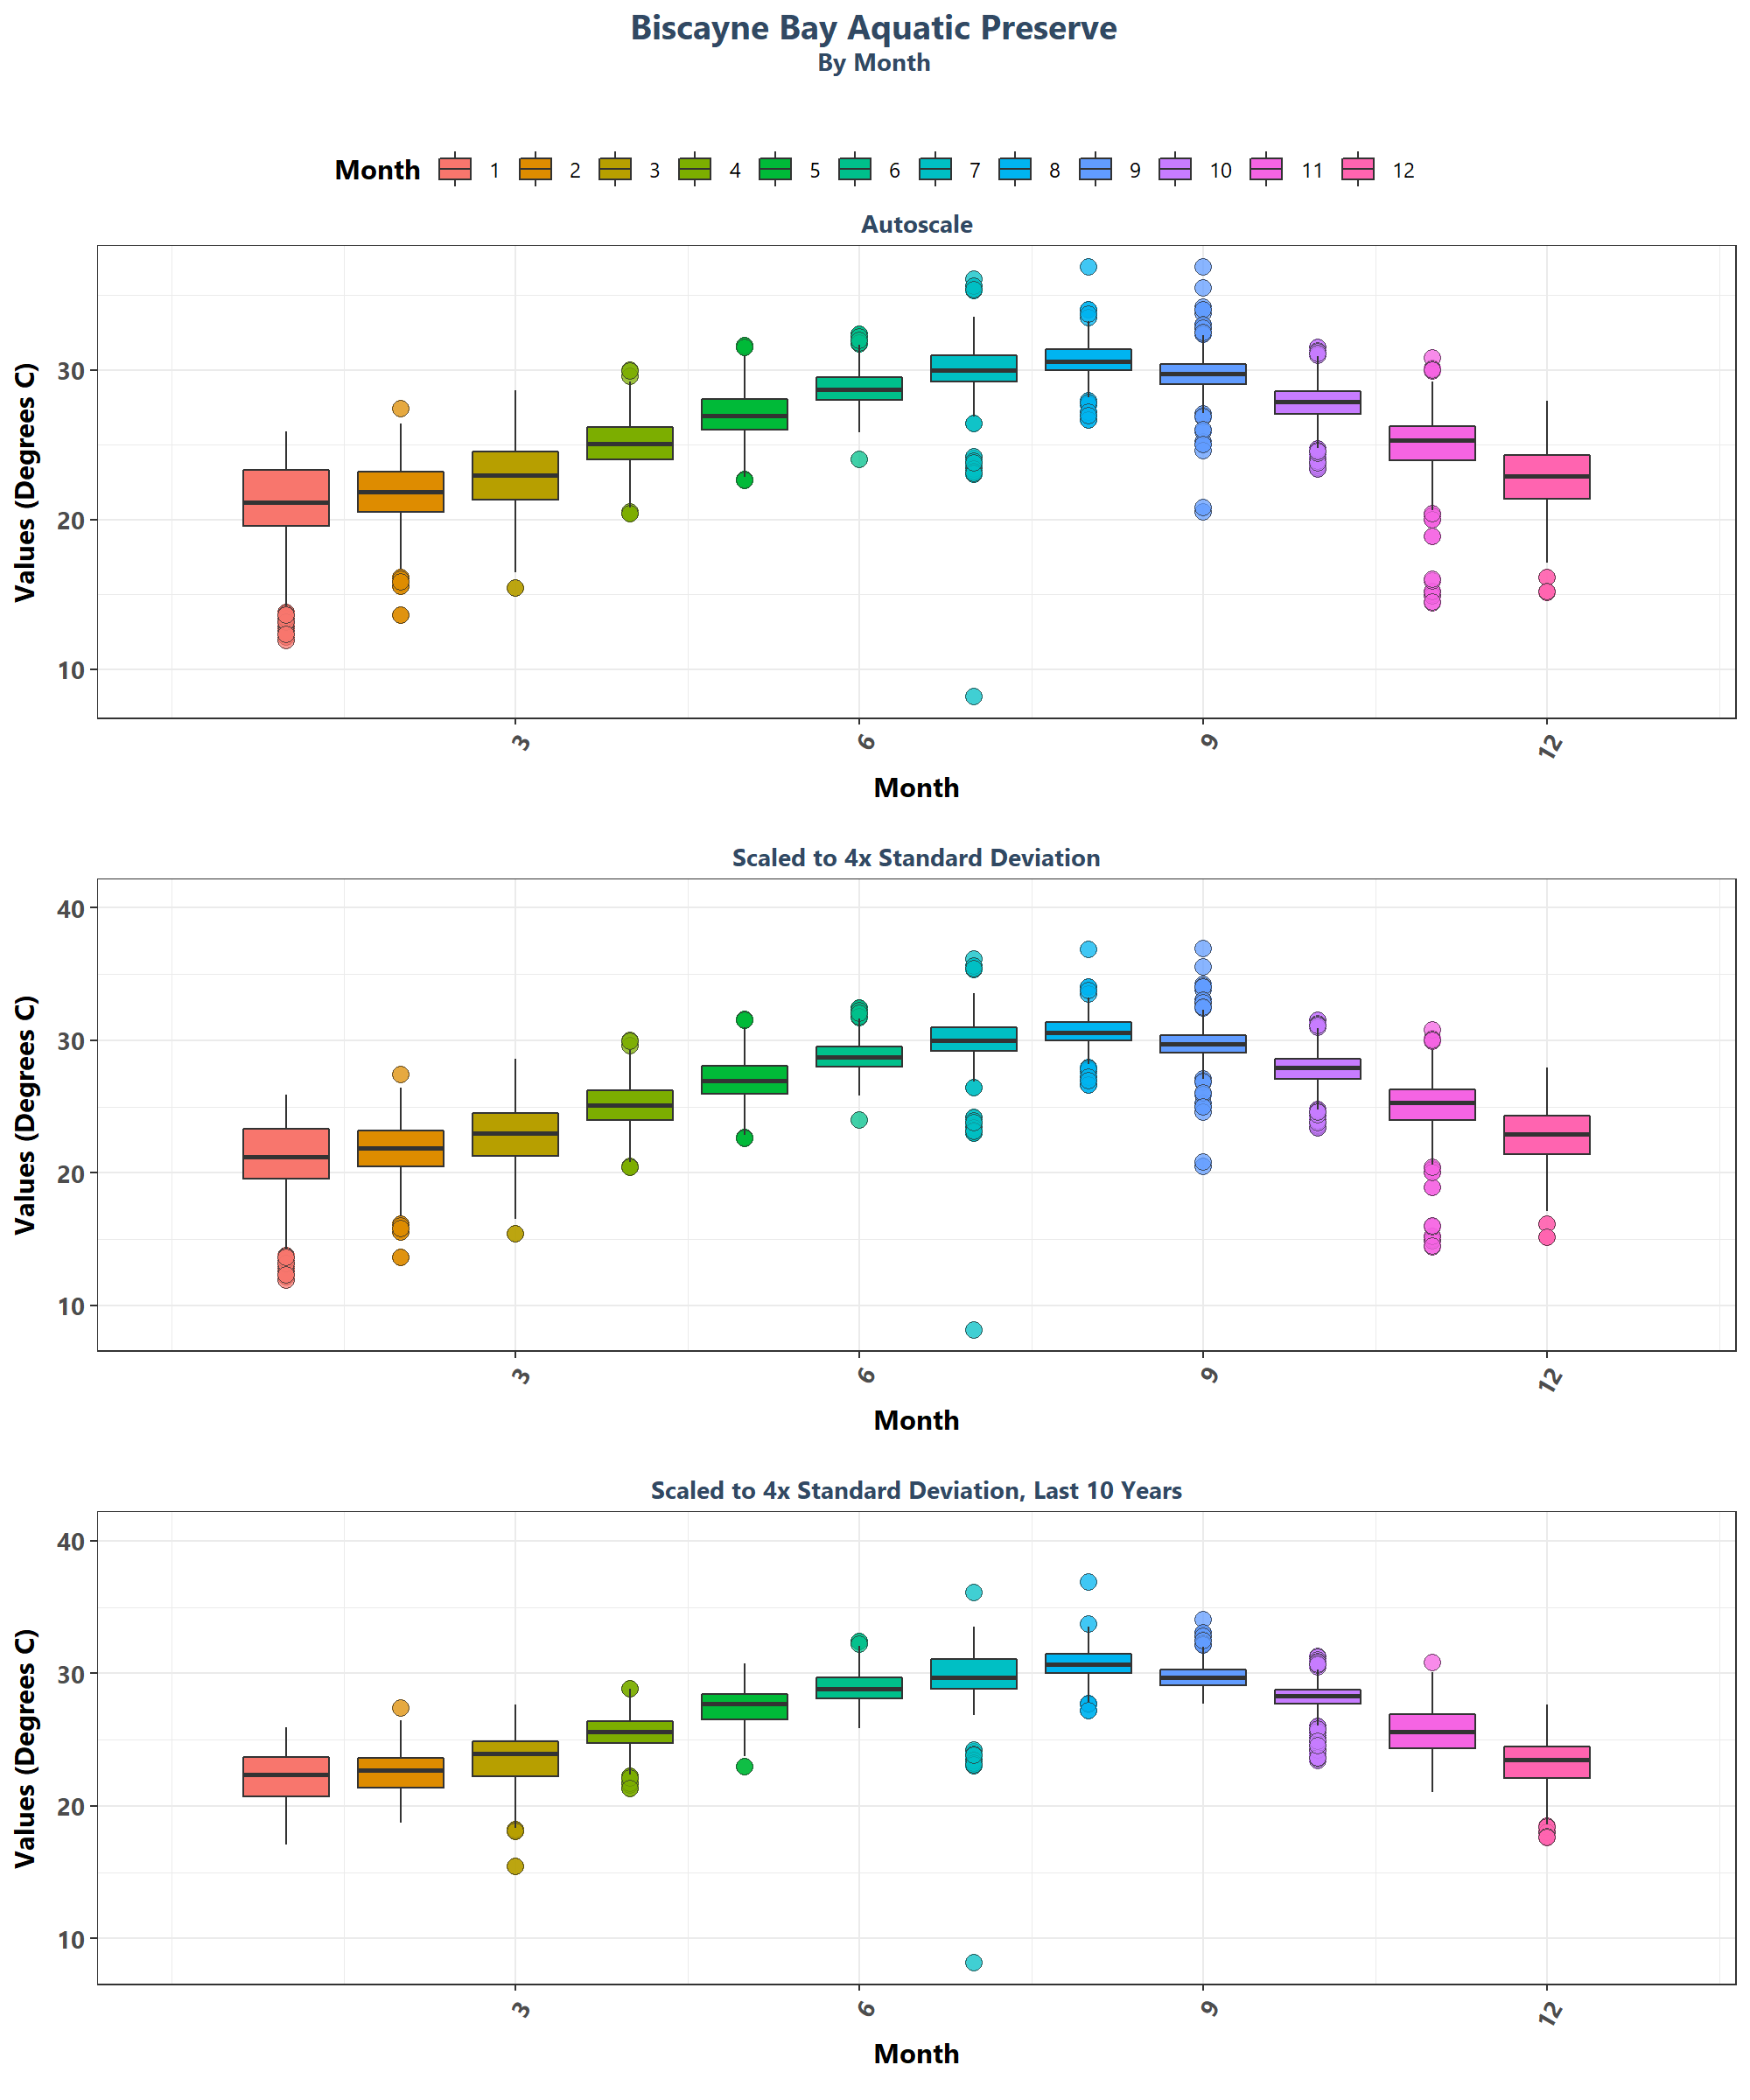 Biscayne Bay Aquatic Preserve
By Month
Month 1 2 3 4 5 6 7 8 9 10 11 12
Autoscale
Values (Degrees C)
30
20
10
3 6 9 12
Month
Scaled to 4x Standard Deviation
Values (Degrees C)
40
30
20
10
3 6 9 12
Month
Scaled to 4x Standard Deviation, Last 10 Years
Values (Degrees C)
40
30
20
10
3 6 9 12
Month